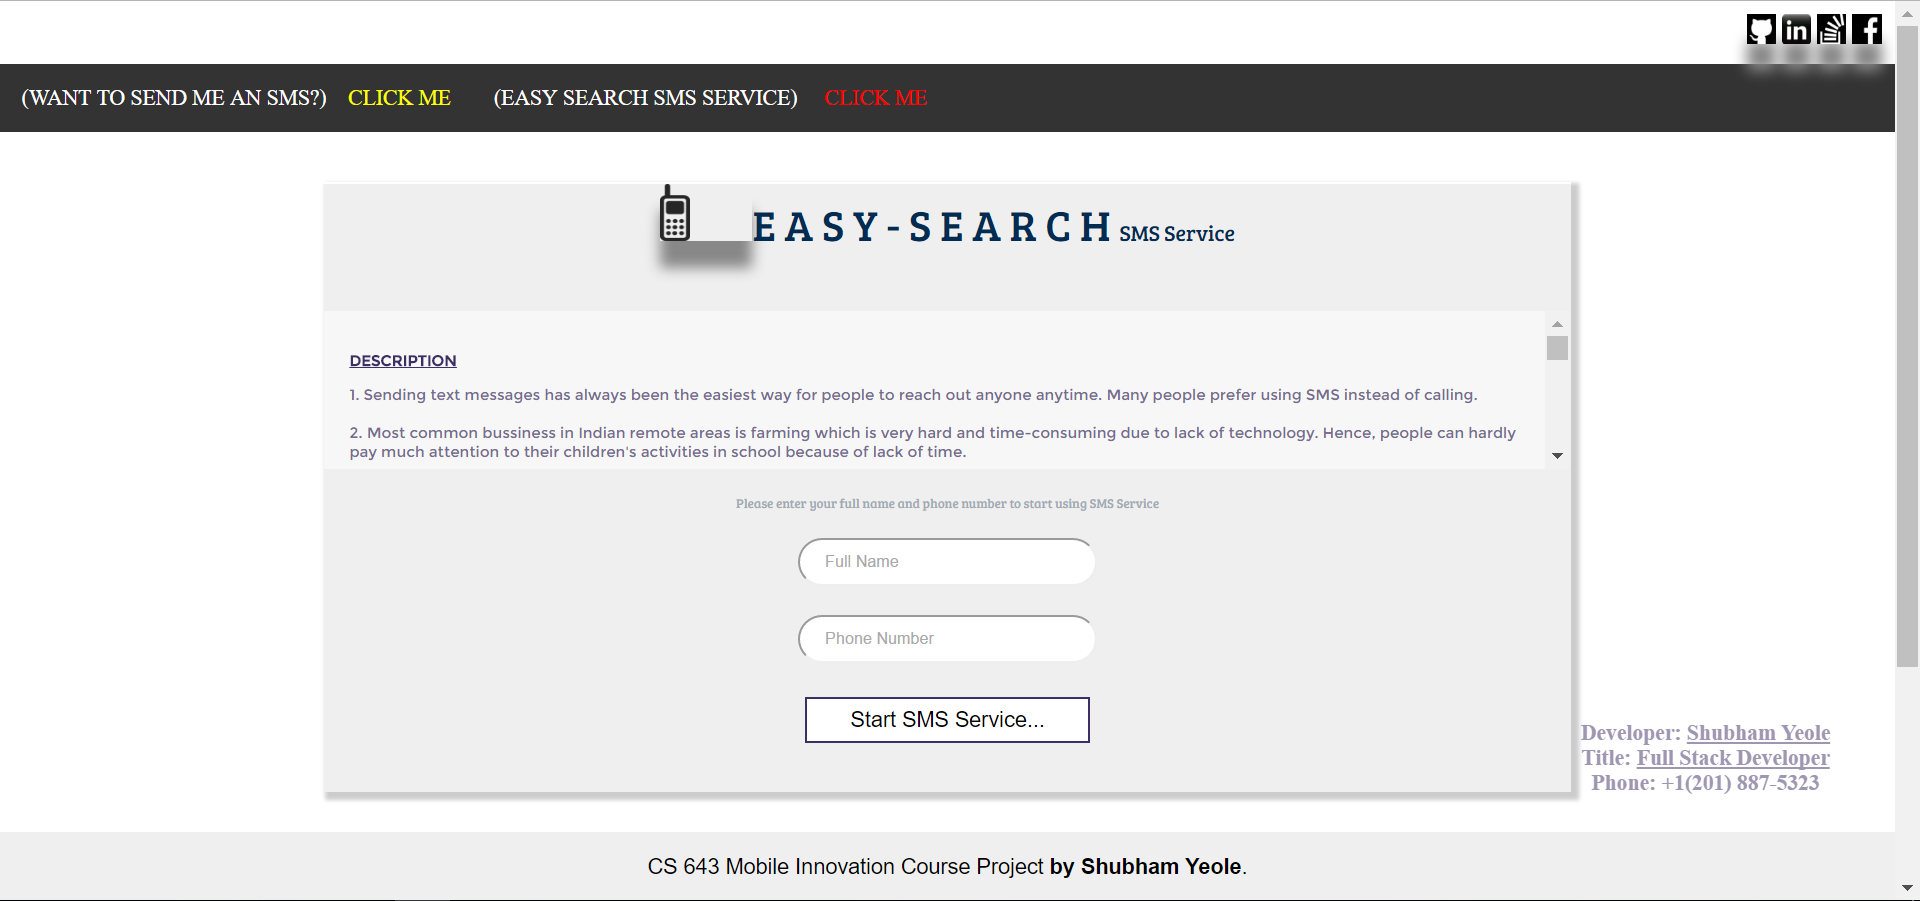 in
(WANT TO SEND ME AN SMS?) CLICK ME (EASY SEARCH SMS SERVICE) CLICK ME
EASY-SEARCH SMS Service
DESCRIPTION
1. Sending text messages has always been the easiest way for people to reach out anyone anytime. Many people prefer using SMS instead of calling.
2. Most common bussiness in Indian remote areas is farming which is very hard and time-consuming due to lack of technology. Hence, people can hardly
pay much attention to their children's activities in school because of lack of time.
Please enter your full name and phone number to start using SMS Service
Full Name
Phone Number
Start SMS Service...
Developer: Shubham Yeole
Title: Full Stack Developer
Phone: +1(201) 887-5323
CS 643 Mobile Innovation Course Project by Shubham Yeole.